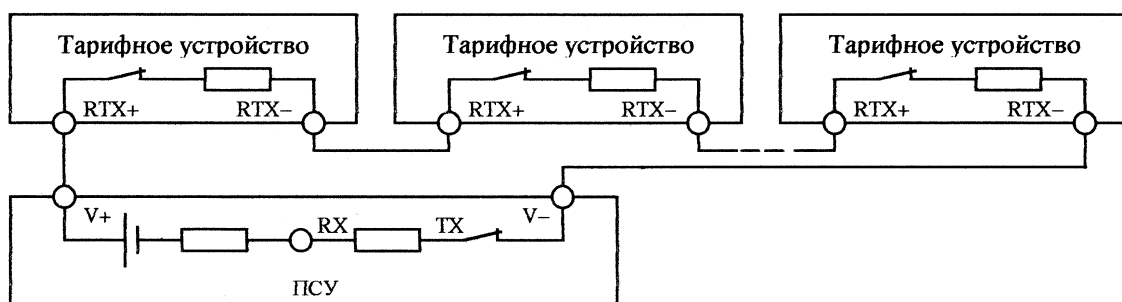 Тарифное устройство
Тарифное устройство
Тарифное устройство
RTX+ RTX–
RTX+ RTX–
RTX+ RTX–
V+ RX TX V–
ПСУ